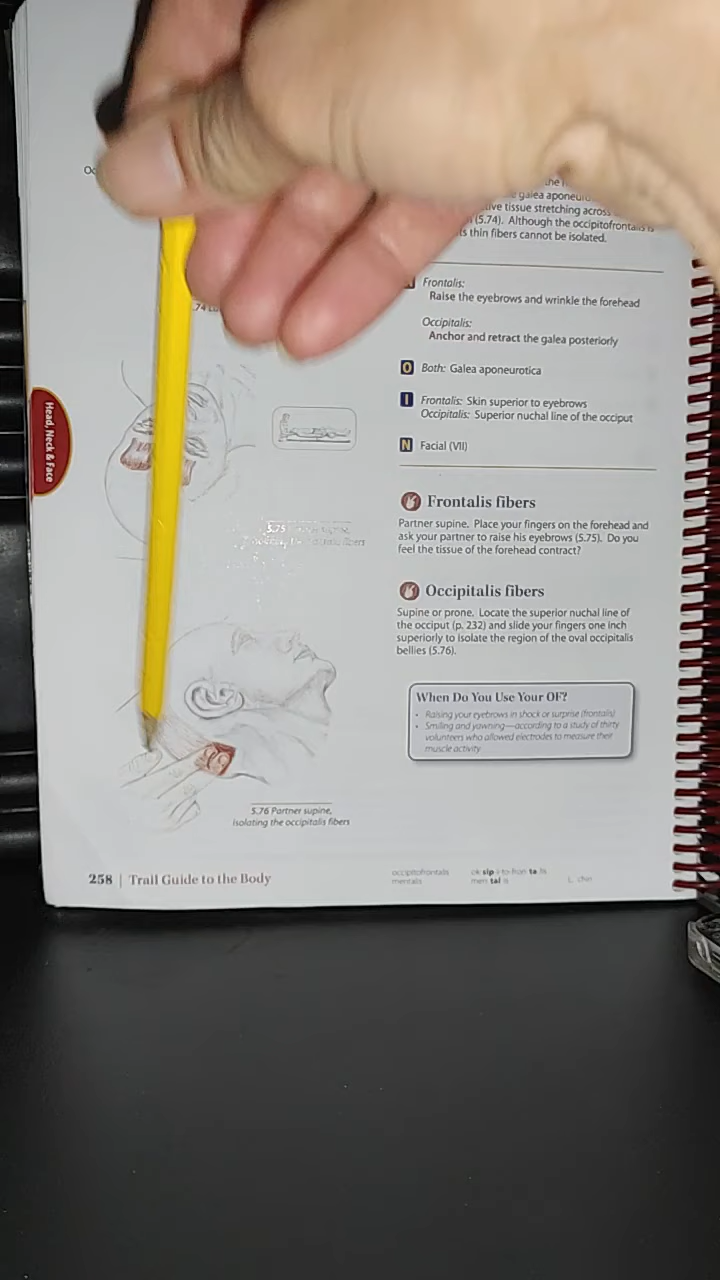 galea aponeuro
tissue stretching across
(5.74). Although the occipitofrontalis is
thin fibers cannot be isolated.
Frontalis:
Raise the eyebrows and wrinkle the forehead
Occipitalis:
Anchor and retract the galea posteriorly
O Both: Galea aponeurotica
I Frontalis: Skin superior to eyebrows
Occipitalis: Superior nuchal line of the occiput
N Facial (VII)
Head, Neck & Face
5.75
Frontalis fibers
Partner supine. Place your fingers on the forehead and
ask your partner to raise his eyebrows (5.75). Do you
feel the tissue of the forehead contract?
Occipitalis fibers
Supine or prone. Locate the superior nuchal line of
the occiput (p. 232) and slide your fingers one inch
superiorly to isolate the region of the oval occipitalis
bellies (5.76).
When Do You Use Your OF?
• Raising your eyebrows in shock or surprise (frontalis)
• Smiling and yawning—according to a study of thirty
volunteers who allowed electrodes to measure their
muscle activity
5.76 Partner supine,
isolating the occipitalis fibers
258 | Trail Guide to the Body
occipitofrontalis
mentalis